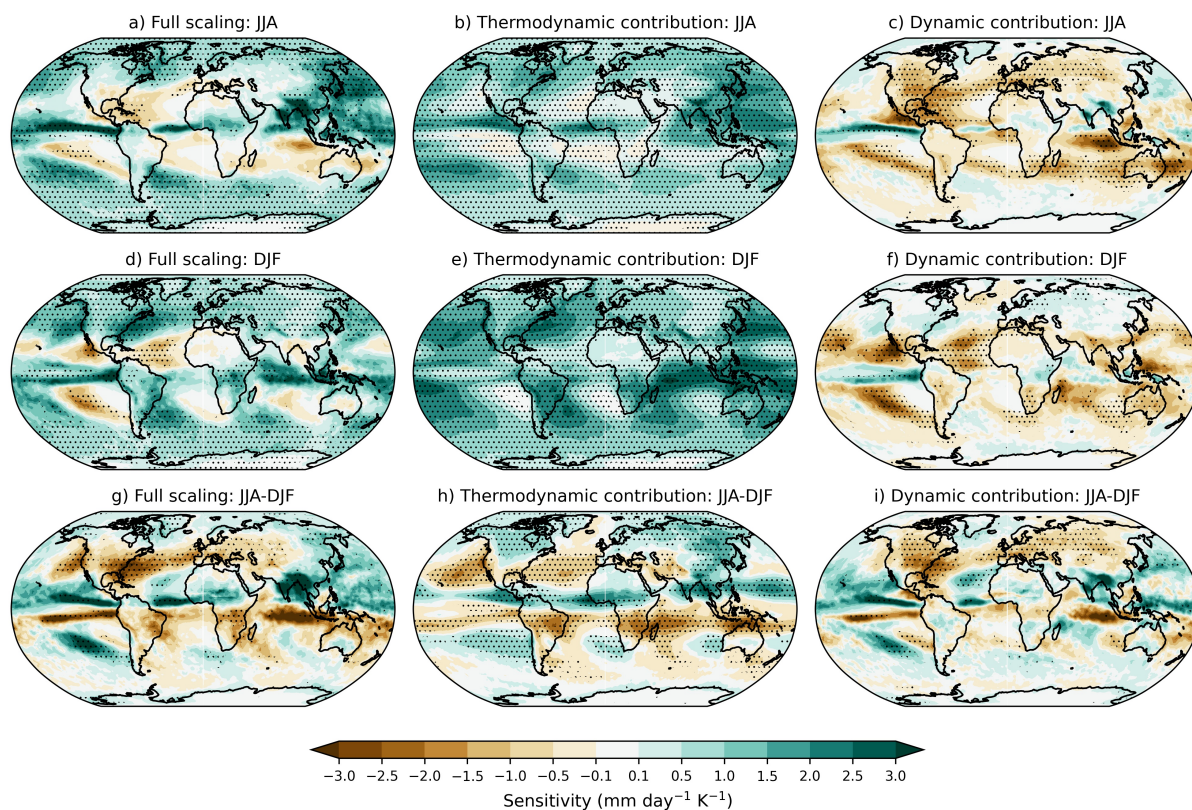 a) Full scaling: JJA
b) Thermodynamic contribution: JJA
c) Dynamic contribution: JJA
d) Full scaling: DJF
e) Thermodynamic contribution: DJF
f) Dynamic contribution: DJF
g) Full scaling: JJA-DJF
h) Thermodynamic contribution: JJA-DJF
i) Dynamic contribution: JJA-DJF
−3.0 −2.5 −2.0 −1.5 −1.0 −0.5 −0.1 0.1 0.5 1.0 1.5 2.0 2.5 3.0
Sensitivity (mm day⁻¹ K⁻¹)